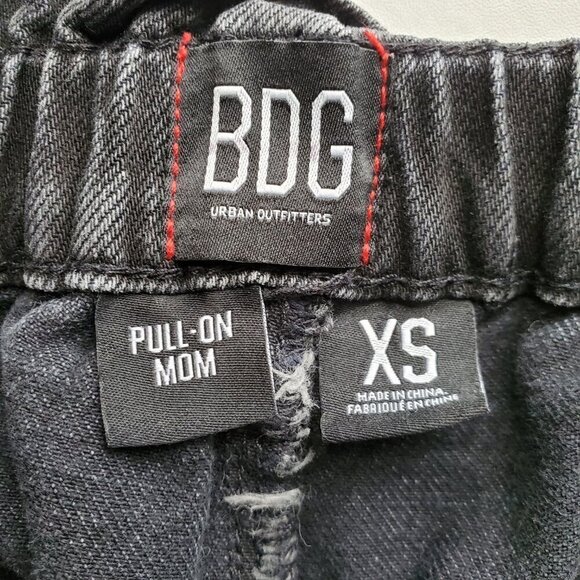 BDG
URBAN OUTFITTERS
PULL-ON
MOM
XS
MADE IN CHINA.
FABRIQUÉ EN CHINE